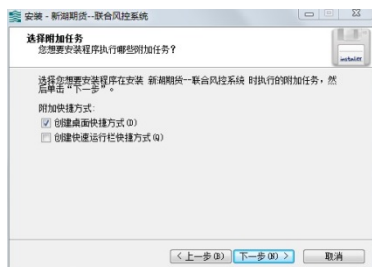 安装 - 新湖期货--联合风控系统
选择附加任务
您想要安装程序执行哪些附加任务？
选择您想要安装程序在安装 新湖期货--联合风控系统 时执行的附加任务，然
后单击“下一步”。
附加快捷方式:
创建桌面快捷方式(D)
创建快速运行栏快捷方式(Q)
<上一步(B) 下一步(N)> 取消